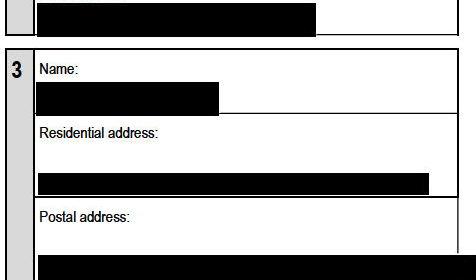 3
Name:
Residential address:
Postal address: